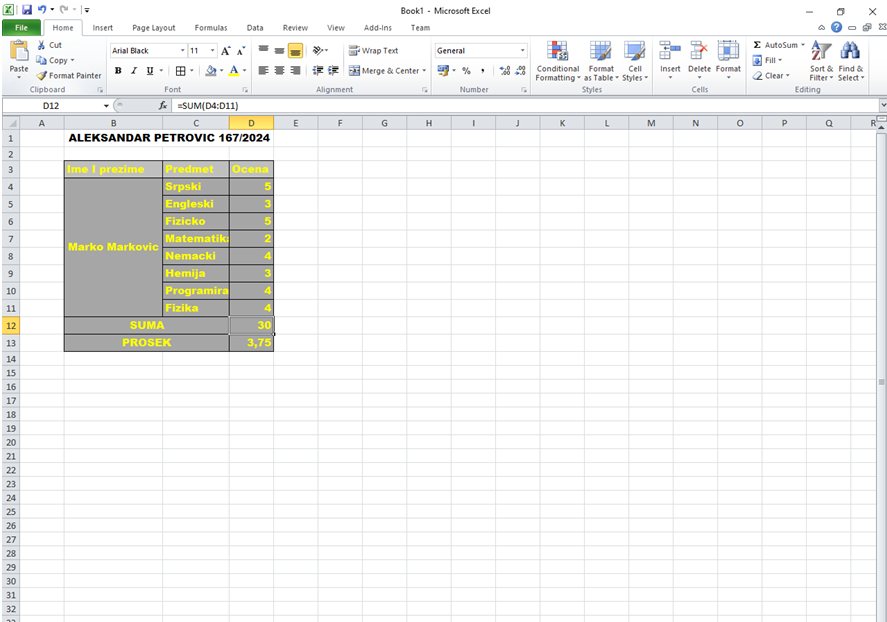 Book1 - Microsoft Excel
File Home Insert Page Layout Formulas Data Review View Add-Ins Team
Paste
Cut
Copy
Format Painter
Clipboard
Arial Black 11
B I U
Font
Wrap Text
Merge & Center
Alignment
General
Number
Conditional Formatting
Format as Table
Cell Styles
Styles
Insert Delete Format
Cells
AutoSum
Fill
Clear
Sort & Filter
Find & Select
Editing
D12 fx =SUM(D4:D11)
A B C D E F G H I J K L M N O P Q R
1 ALEKSANDAR PETROVIC 167/2024
2
3 Ime I prezime Predmet Ocena
4 Srpski 5
5 Engleski 3
6 Fizicko 5
7 Matematika 2
Marko Markovic
8 Nemacki 4
9 Hemija 3
10 Programira 4
11 Fizika 4
12 SUMA 30
13 PROSEK 3,75
14
15
16
17
18
19
20
21
22
23
24
25
26
27
28
29
30
31
32